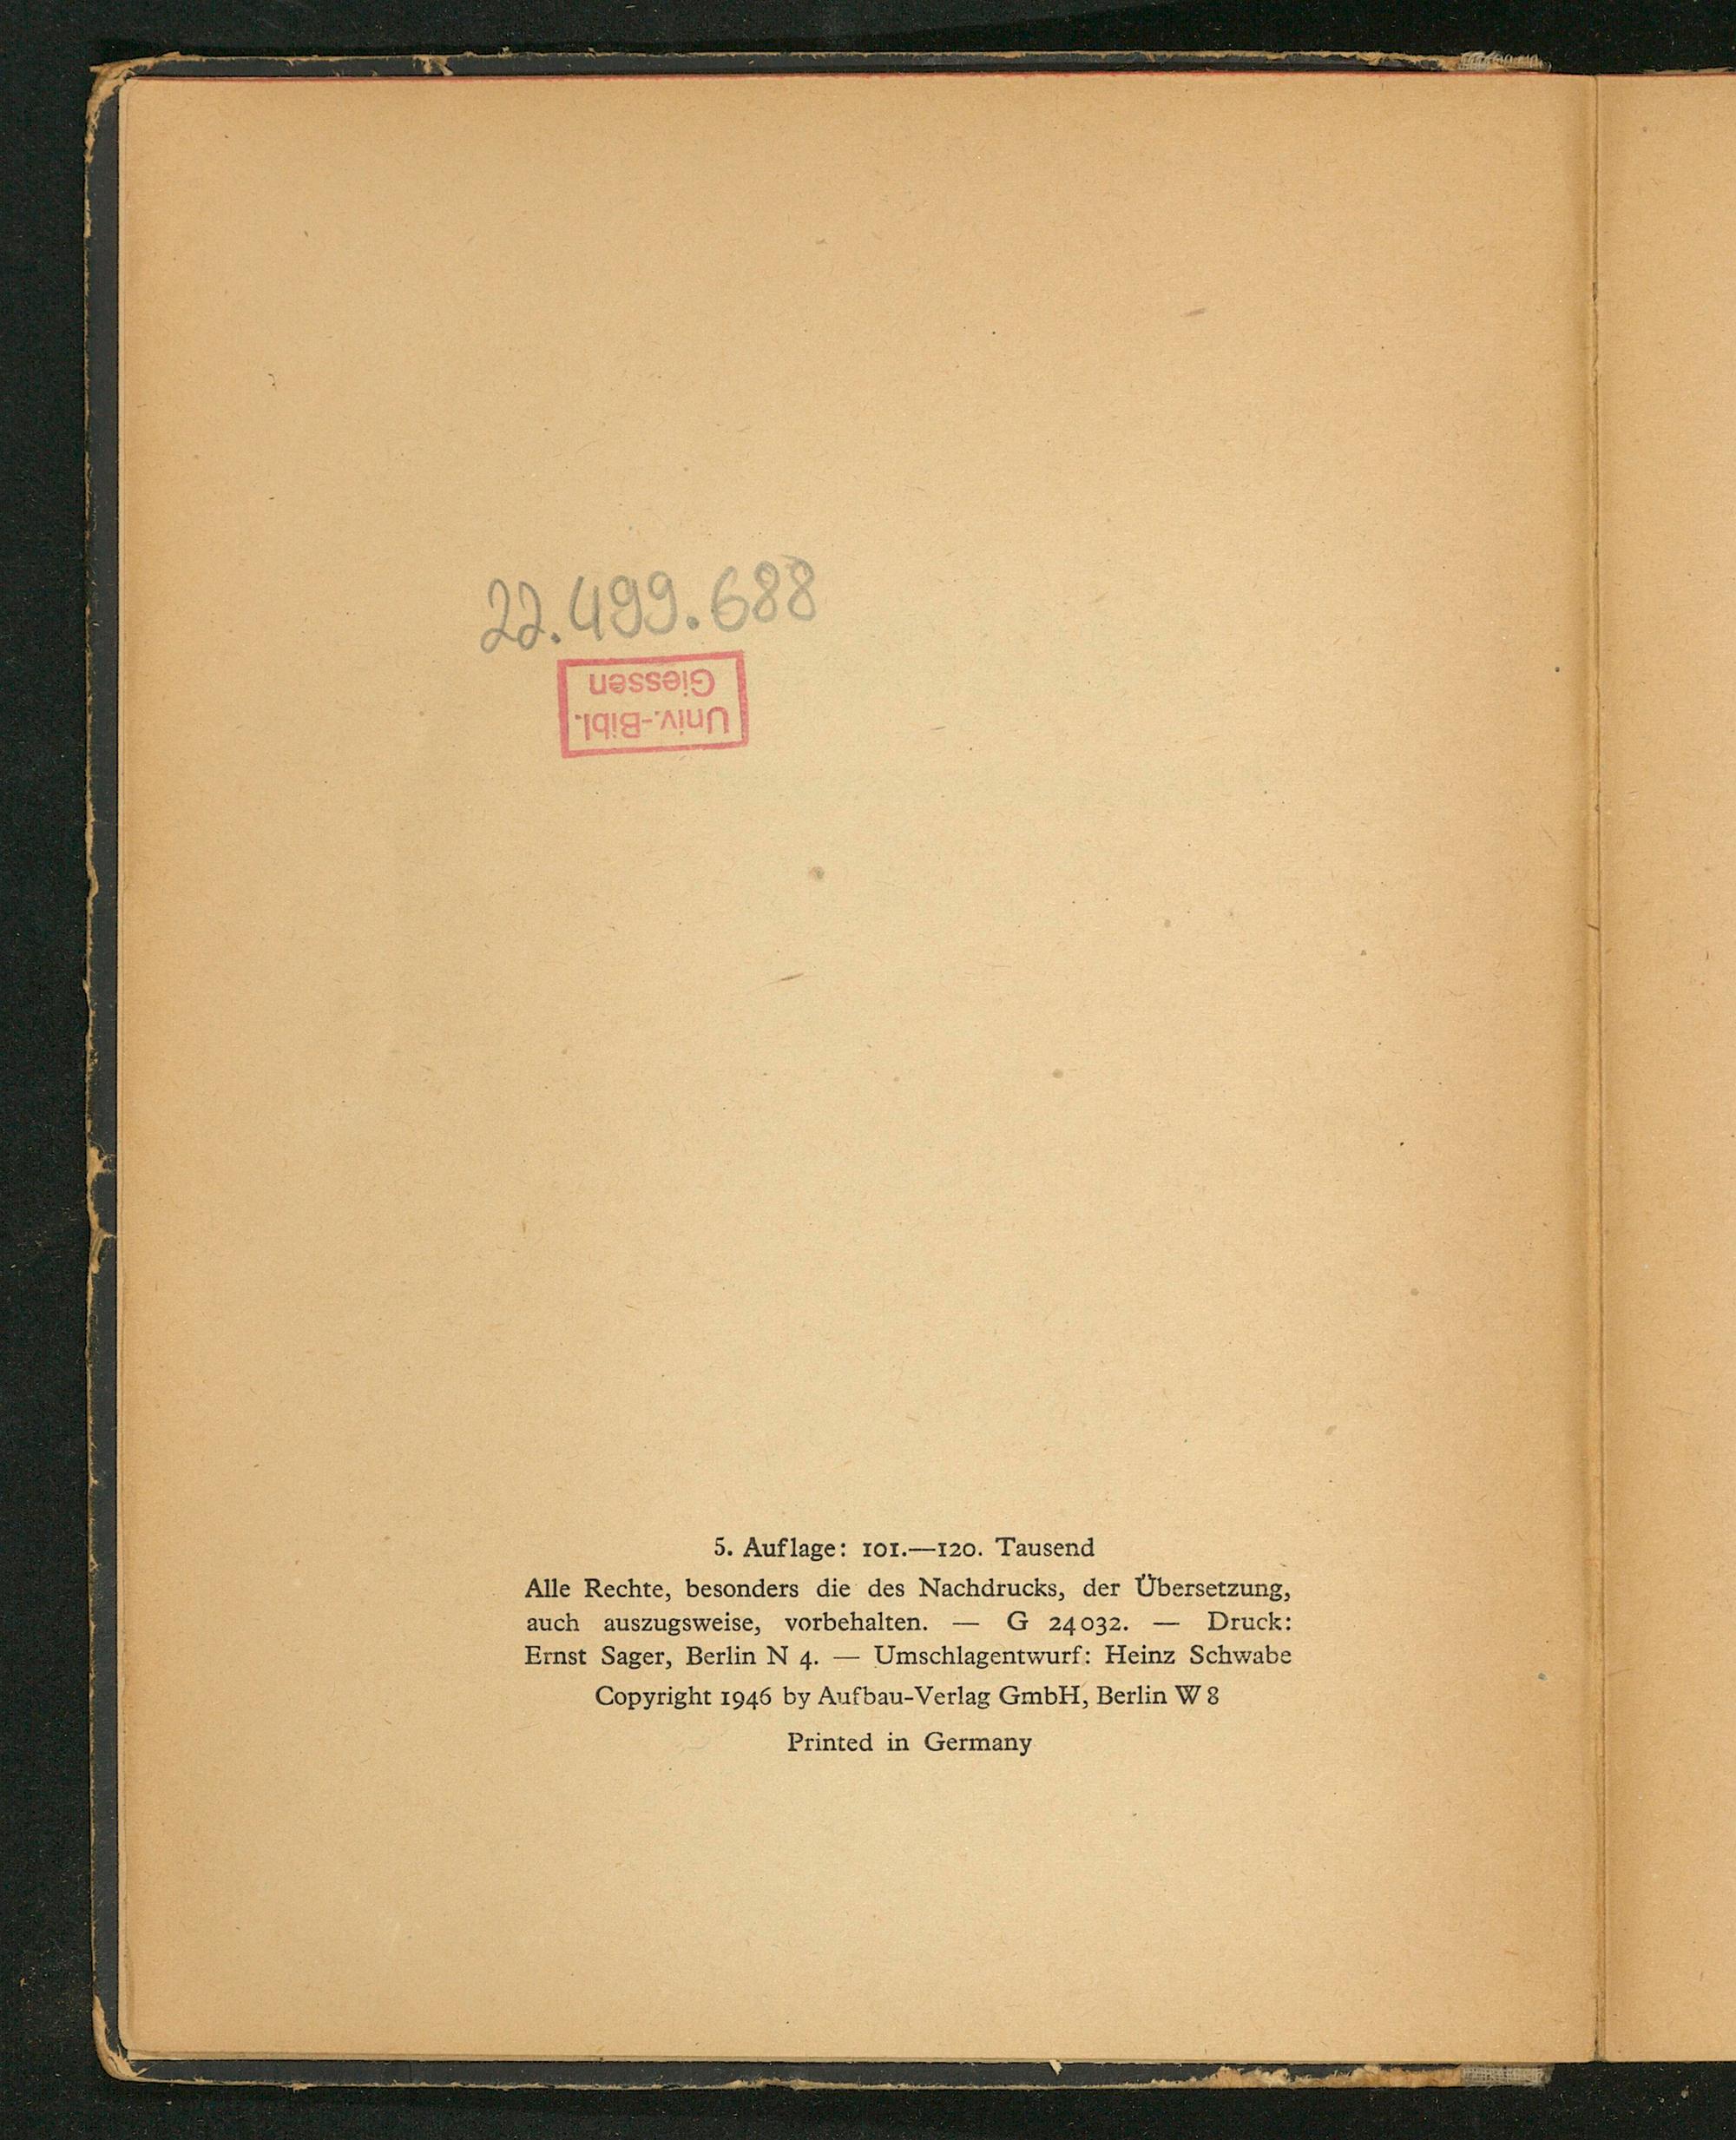 22.499.688
Univ.-Bibl.
Giessen
5. Auflage: 101.—120. Tausend
Alle Rechte, besonders die des Nachdrucks, der Übersetzung,
auch auszugsweise, vorbehalten. — G 24032. — Druck:
Ernst Sager, Berlin N 4. — Umschlagentwurf: Heinz Schwabe
Copyright 1946 by Aufbau-Verlag GmbH, Berlin W 8
Printed in Germany